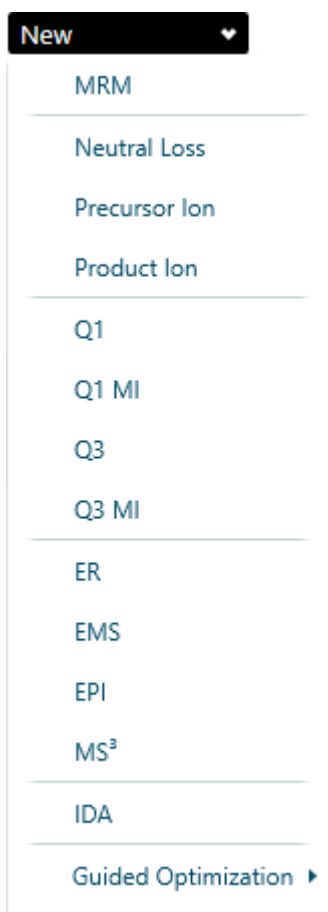 New
MRM
Neutral Loss
Precursor Ion
Product Ion
Q1
Q1 MI
Q3
Q3 MI
ER
EMS
EPI
MS³
IDA
Guided Optimization